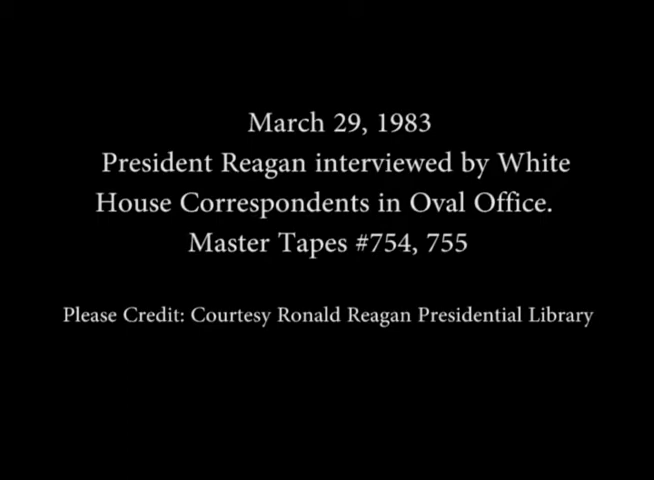 March 29, 1983
President Reagan interviewed by White
House Correspondents in Oval Office.
Master Tapes #754, 755
Please Credit: Courtesy Ronald Reagan Presidential Library